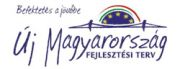 Befektetés a jövőbe
Új Magyarország
FEJLESZTÉSI TERV